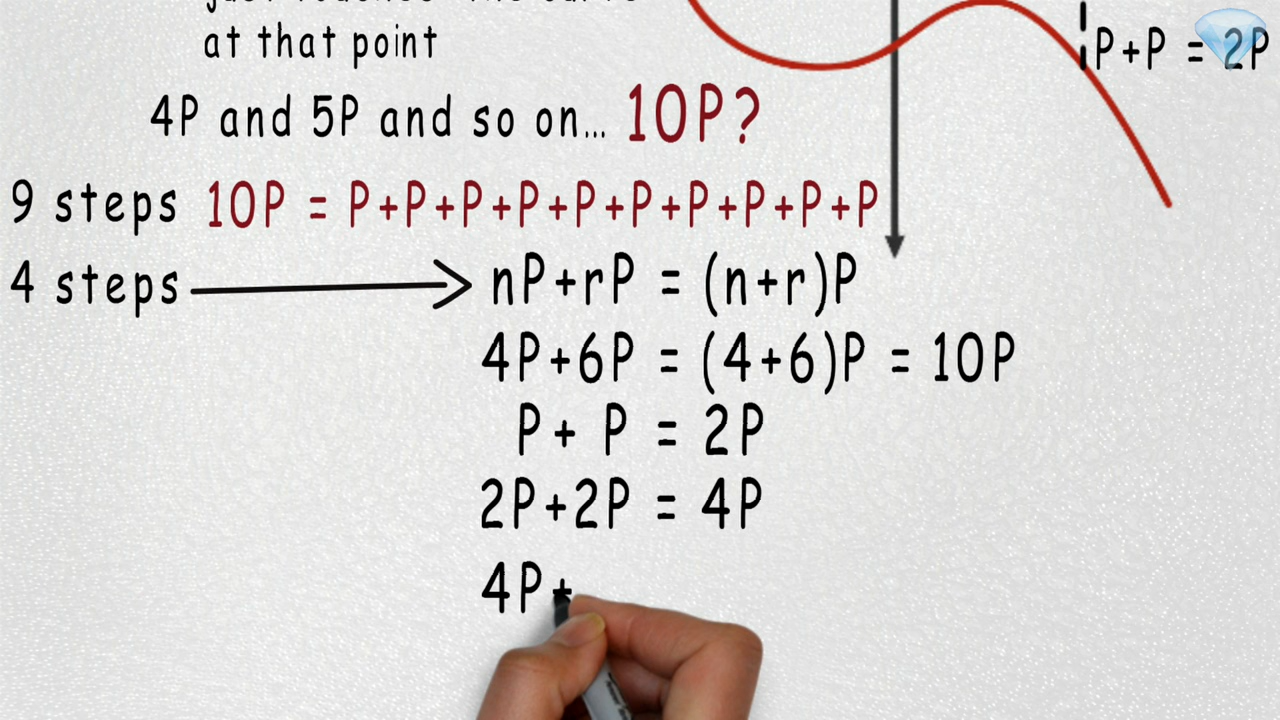 at that point
P+P = 2P
4P and 5P and so on... 10P?
9 steps 10P = P+P+P+P+P+P+P+P+P+P
4 steps nP+rP = (n+r)P
4P+6P = (4+6)P = 10P
P+ P = 2P
2P+2P = 4P
4P+